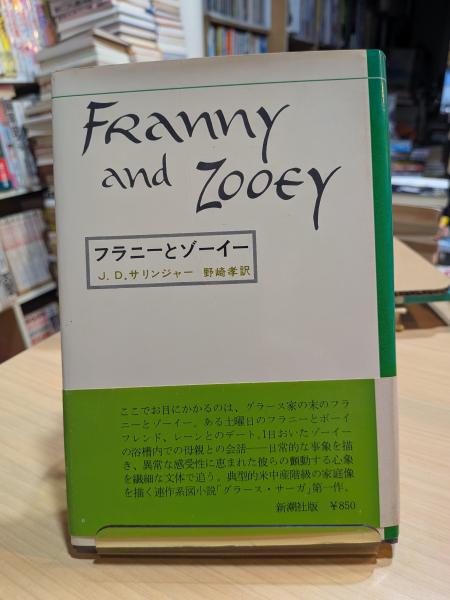 Franny
and Zooey
フラニーとゾーイー
J.D.サリンジャー 野崎孝訳
ここでお目にかかるのは、グラース家の末のフラ
ニーとゾーイー。ある土曜日のフラニーとボーイ
フレンド、レーンとのデート。1日おいたゾーイー
の浴槽内での母親との会話——日常的な事象を描
き、異常な感受性に恵まれた彼らの顫動する心象
を繊細な文体で追う。典型的米中産階級の家庭像
を描く連作系図小説「グラース・サーガ」第一作。
新潮社版 ¥850